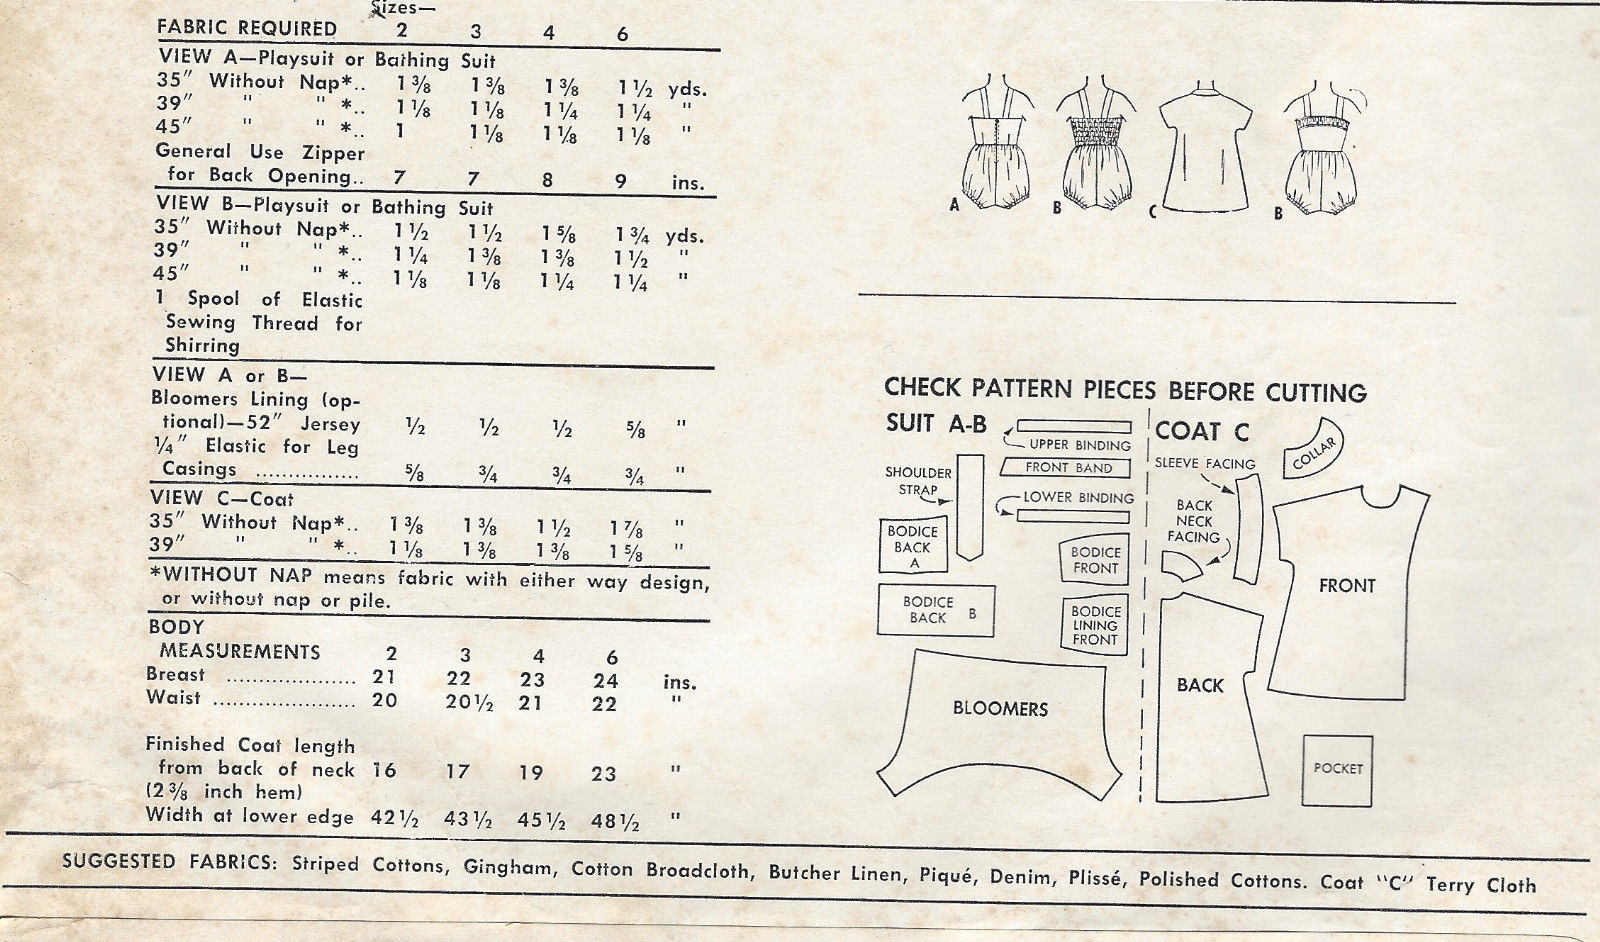 Sizes—
FABRIC REQUIRED 2 3 4 6
VIEW A—Playsuit or Bathing Suit
35" Without Nap*.. 1 3/8 1 3/8 1 3/8 1 1/2 yds.
39" " " *.. 1 1/8 1 1/8 1 1/4 1 1/4 "
45" " " *.. 1 1 1/8 1 1/8 1 1/8 "
General Use Zipper
for Back Opening.. 7 7 8 9 ins.
VIEW B—Playsuit or Bathing Suit
35" Without Nap*.. 1 1/2 1 1/2 1 5/8 1 3/4 yds.
39" " " *.. 1 1/4 1 3/8 1 3/8 1 1/2 "
45" " " *.. 1 1/8 1 1/8 1 1/4 1 1/4 "
1 Spool of Elastic
Sewing Thread for
Shirring
VIEW A or B—
Bloomers Lining (op-
tional)—52" Jersey 1/2 1/2 1/2 5/8 "
1/4" Elastic for Leg
Casings ............... 5/8 3/4 3/4 3/4 "
VIEW C—Coat
35" Without Nap*.. 1 3/8 1 3/8 1 1/2 1 7/8 "
39" " " *.. 1 1/8 1 3/8 1 3/8 1 5/8 "
*WITHOUT NAP means fabric with either way design,
or without nap or pile.
BODY
MEASUREMENTS 2 3 4 6
Breast ................... 21 22 23 24 ins.
Waist ..................... 20 20 1/2 21 22 "
Finished Coat length
from back of neck 16 17 19 23 "
(2 3/8 inch hem)
Width at lower edge 42 1/2 43 1/2 45 1/2 48 1/2 "
A B C B
CHECK PATTERN PIECES BEFORE CUTTING
SUIT A-B
UPPER BINDING
FRONT BAND
SHOULDER
STRAP
LOWER BINDING
BODICE
BACK
A
BODICE
FRONT
BODICE
BACK B
BODICE
LINING
FRONT
BLOOMERS
COAT C
COLLAR
SLEEVE FACING
BACK
NECK
FACING
FRONT
BACK
POCKET
SUGGESTED FABRICS: Striped Cottons, Gingham, Cotton Broadcloth, Butcher Linen, Piqué, Denim, Plissé, Polished Cottons. Coat "C" Terry Cloth